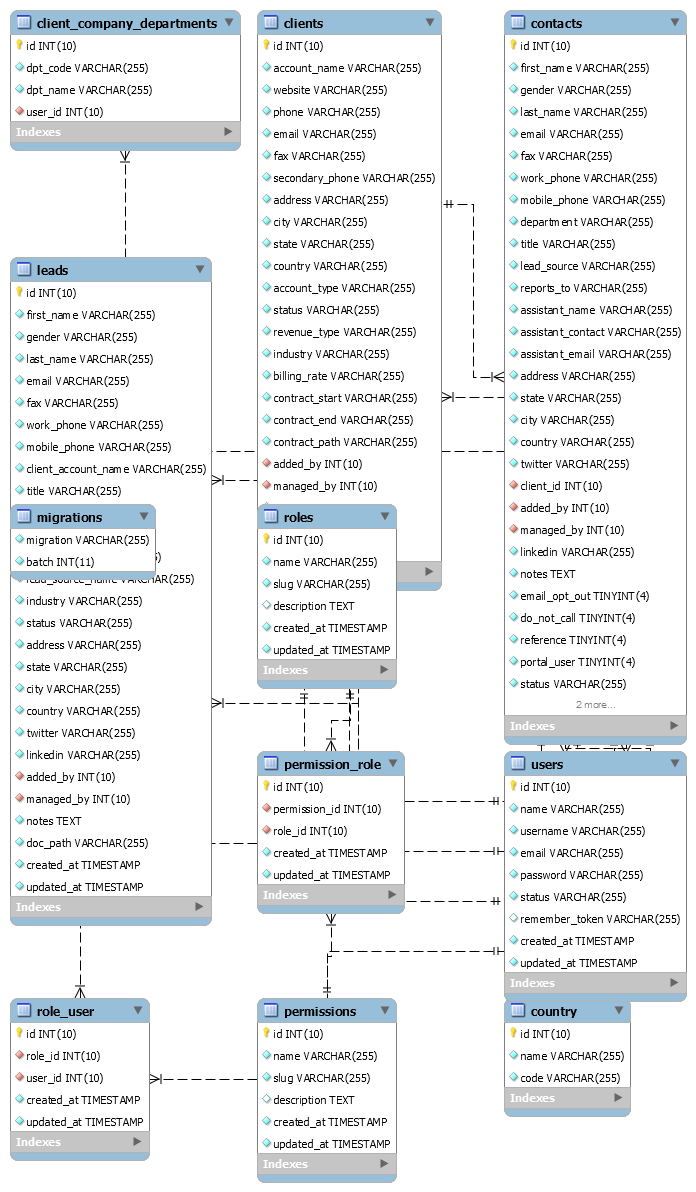 client_company_departments
id INT(10)
dpt_code VARCHAR(255)
dpt_name VARCHAR(255)
user_id INT(10)
Indexes
clients
id INT(10)
account_name VARCHAR(255)
website VARCHAR(255)
phone VARCHAR(255)
email VARCHAR(255)
fax VARCHAR(255)
secondary_phone VARCHAR(255)
address VARCHAR(255)
city VARCHAR(255)
state VARCHAR(255)
country VARCHAR(255)
account_type VARCHAR(255)
status VARCHAR(255)
revenue_type VARCHAR(255)
industry VARCHAR(255)
billing_rate VARCHAR(255)
contract_start VARCHAR(255)
contract_end VARCHAR(255)
contract_path VARCHAR(255)
added_by INT(10)
managed_by INT(10)
contacts
id INT(10)
first_name VARCHAR(255)
gender VARCHAR(255)
last_name VARCHAR(255)
email VARCHAR(255)
fax VARCHAR(255)
work_phone VARCHAR(255)
mobile_phone VARCHAR(255)
department VARCHAR(255)
title VARCHAR(255)
lead_source VARCHAR(255)
reports_to VARCHAR(255)
assistant_name VARCHAR(255)
assistant_contact VARCHAR(255)
assistant_email VARCHAR(255)
address VARCHAR(255)
state VARCHAR(255)
city VARCHAR(255)
country VARCHAR(255)
twitter VARCHAR(255)
client_id INT(10)
added_by INT(10)
managed_by INT(10)
linkedin VARCHAR(255)
notes TEXT
email_opt_out TINYINT(4)
do_not_call TINYINT(4)
reference TINYINT(4)
portal_user TINYINT(4)
status VARCHAR(255)
2 more...
Indexes
leads
id INT(10)
first_name VARCHAR(255)
gender VARCHAR(255)
last_name VARCHAR(255)
email VARCHAR(255)
fax VARCHAR(255)
work_phone VARCHAR(255)
mobile_phone VARCHAR(255)
client_account_name VARCHAR(255)
title VARCHAR(255)
migrations
migration VARCHAR(255)
batch INT(11)
lead_source_name VARCHAR(255)
industry VARCHAR(255)
status VARCHAR(255)
address VARCHAR(255)
state VARCHAR(255)
city VARCHAR(255)
country VARCHAR(255)
twitter VARCHAR(255)
linkedin VARCHAR(255)
added_by INT(10)
managed_by INT(10)
notes TEXT
doc_path VARCHAR(255)
created_at TIMESTAMP
updated_at TIMESTAMP
Indexes
roles
id INT(10)
name VARCHAR(255)
slug VARCHAR(255)
description TEXT
created_at TIMESTAMP
updated_at TIMESTAMP
Indexes
permission_role
id INT(10)
permission_id INT(10)
role_id INT(10)
created_at TIMESTAMP
updated_at TIMESTAMP
Indexes
users
id INT(10)
name VARCHAR(255)
username VARCHAR(255)
email VARCHAR(255)
password VARCHAR(255)
status VARCHAR(255)
remember_token VARCHAR(255)
created_at TIMESTAMP
updated_at TIMESTAMP
Indexes
role_user
id INT(10)
role_id INT(10)
user_id INT(10)
created_at TIMESTAMP
updated_at TIMESTAMP
Indexes
permissions
id INT(10)
name VARCHAR(255)
slug VARCHAR(255)
description TEXT
created_at TIMESTAMP
updated_at TIMESTAMP
Indexes
country
id INT(10)
name VARCHAR(255)
code VARCHAR(255)
Indexes